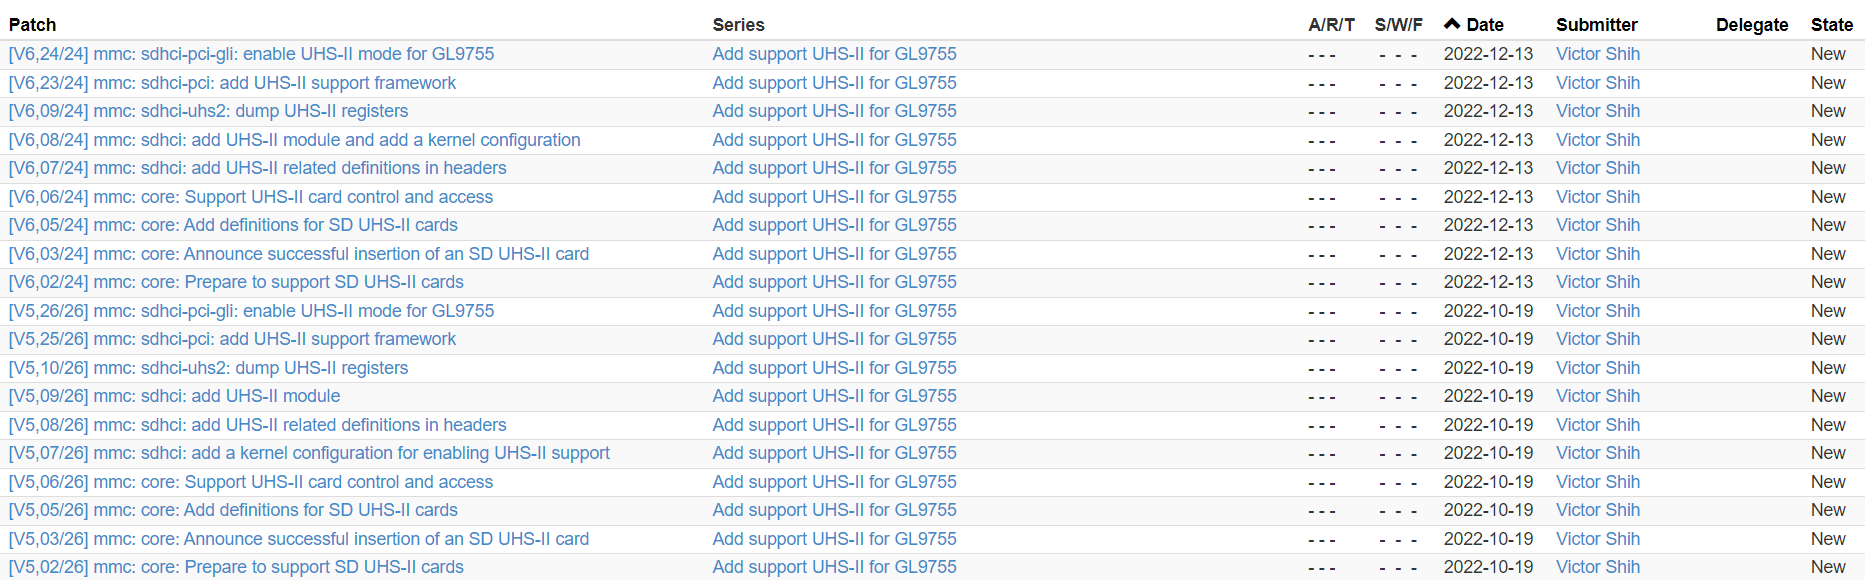 Patch Series A/R/T S/W/F Date Submitter Delegate State
[V6,24/24] mmc: sdhci-pci-gli: enable UHS-II mode for GL9755 Add support UHS-II for GL9755 - - - - - - 2022-12-13 Victor Shih New
[V6,23/24] mmc: sdhci-pci: add UHS-II support framework Add support UHS-II for GL9755 - - - - - - 2022-12-13 Victor Shih New
[V6,09/24] mmc: sdhci-uhs2: dump UHS-II registers Add support UHS-II for GL9755 - - - - - - 2022-12-13 Victor Shih New
[V6,08/24] mmc: sdhci: add UHS-II module and add a kernel configuration Add support UHS-II for GL9755 - - - - - - 2022-12-13 Victor Shih New
[V6,07/24] mmc: sdhci: add UHS-II related definitions in headers Add support UHS-II for GL9755 - - - - - - 2022-12-13 Victor Shih New
[V6,06/24] mmc: core: Support UHS-II card control and access Add support UHS-II for GL9755 - - - - - - 2022-12-13 Victor Shih New
[V6,05/24] mmc: core: Add definitions for SD UHS-II cards Add support UHS-II for GL9755 - - - - - - 2022-12-13 Victor Shih New
[V6,03/24] mmc: core: Announce successful insertion of an SD UHS-II card Add support UHS-II for GL9755 - - - - - - 2022-12-13 Victor Shih New
[V6,02/24] mmc: core: Prepare to support SD UHS-II cards Add support UHS-II for GL9755 - - - - - - 2022-12-13 Victor Shih New
[V5,26/26] mmc: sdhci-pci-gli: enable UHS-II mode for GL9755 Add support UHS-II for GL9755 - - - - - - 2022-10-19 Victor Shih New
[V5,25/26] mmc: sdhci-pci: add UHS-II support framework Add support UHS-II for GL9755 - - - - - - 2022-10-19 Victor Shih New
[V5,10/26] mmc: sdhci-uhs2: dump UHS-II registers Add support UHS-II for GL9755 - - - - - - 2022-10-19 Victor Shih New
[V5,09/26] mmc: sdhci: add UHS-II module Add support UHS-II for GL9755 - - - - - - 2022-10-19 Victor Shih New
[V5,08/26] mmc: sdhci: add UHS-II related definitions in headers Add support UHS-II for GL9755 - - - - - - 2022-10-19 Victor Shih New
[V5,07/26] mmc: sdhci: add a kernel configuration for enabling UHS-II support Add support UHS-II for GL9755 - - - - - - 2022-10-19 Victor Shih New
[V5,06/26] mmc: core: Support UHS-II card control and access Add support UHS-II for GL9755 - - - - - - 2022-10-19 Victor Shih New
[V5,05/26] mmc: core: Add definitions for SD UHS-II cards Add support UHS-II for GL9755 - - - - - - 2022-10-19 Victor Shih New
[V5,03/26] mmc: core: Announce successful insertion of an SD UHS-II card Add support UHS-II for GL9755 - - - - - - 2022-10-19 Victor Shih New
[V5,02/26] mmc: core: Prepare to support SD UHS-II cards Add support UHS-II for GL9755 - - - - - - 2022-10-19 Victor Shih New